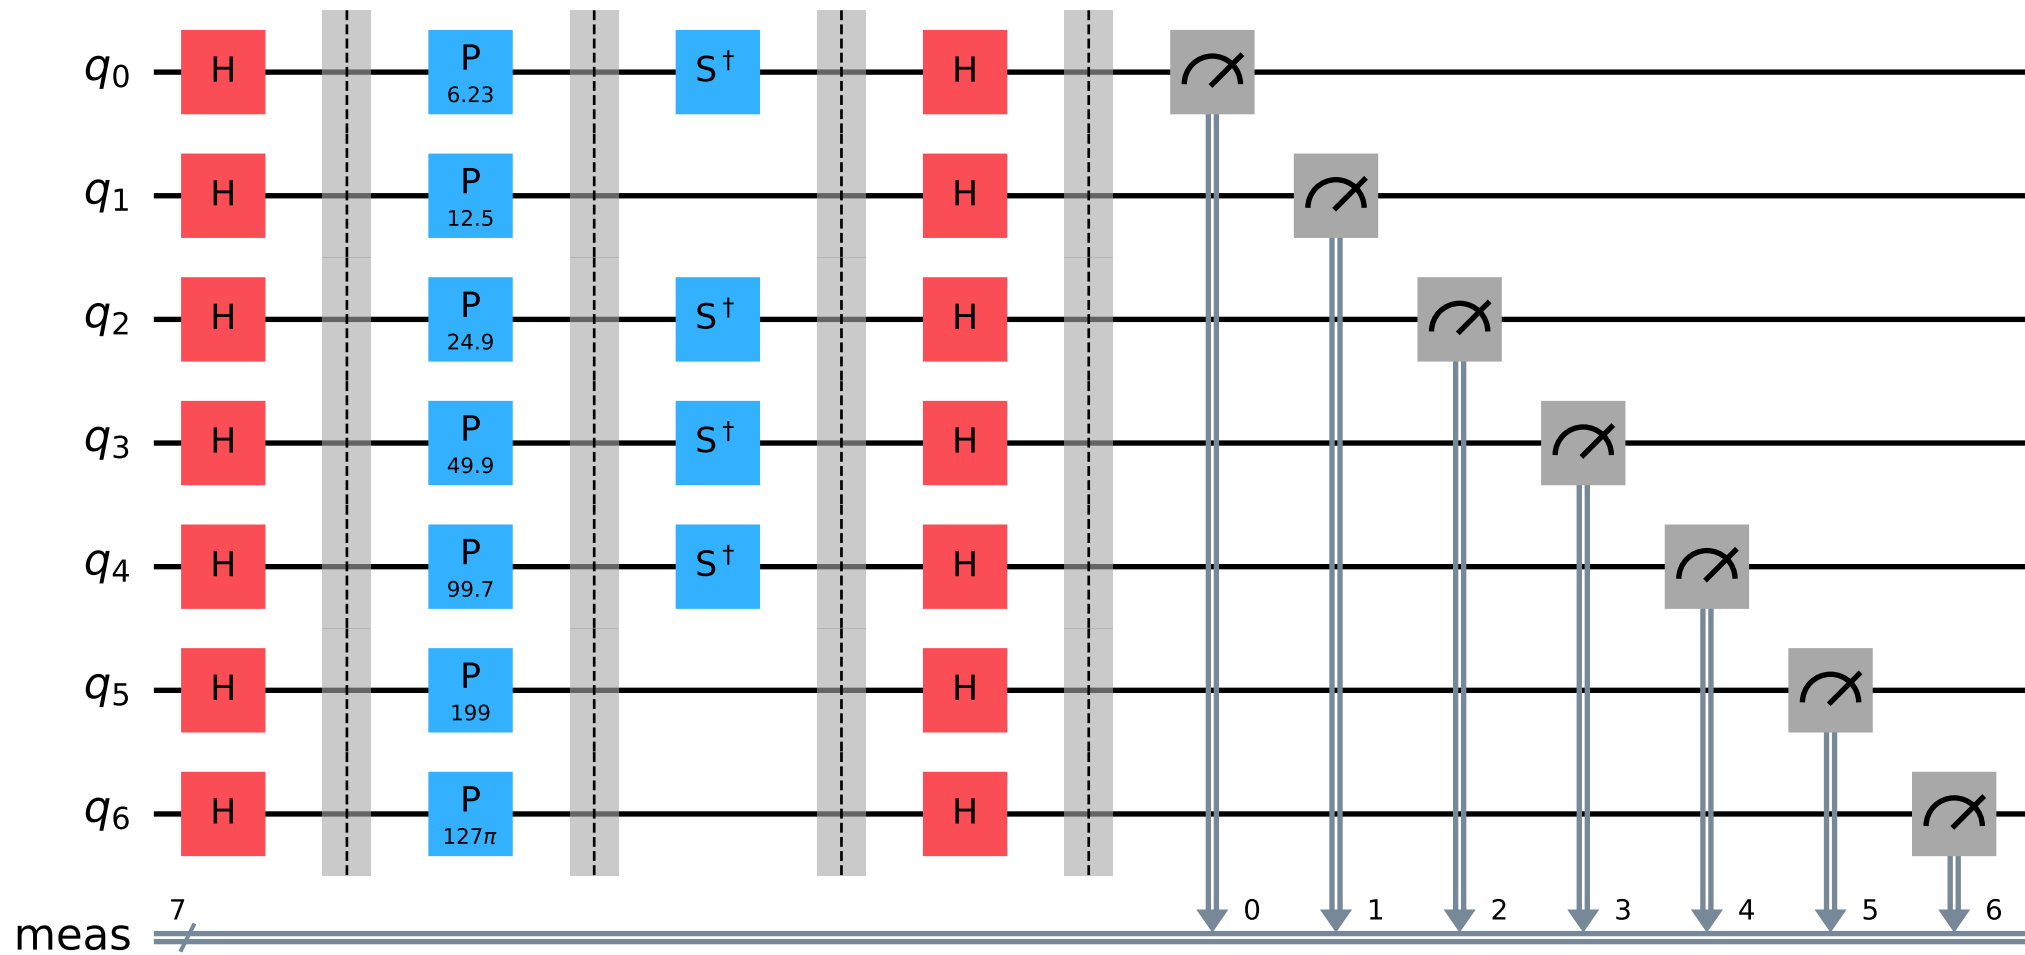 q0 H P 6.23 S† H
q1 H P 12.5 H
q2 H P 24.9 S† H
q3 H P 49.9 S† H
q4 H P 99.7 S† H
q5 H P 199 H
q6 H P 127π H
7 0 1 2 3 4 5 6
meas